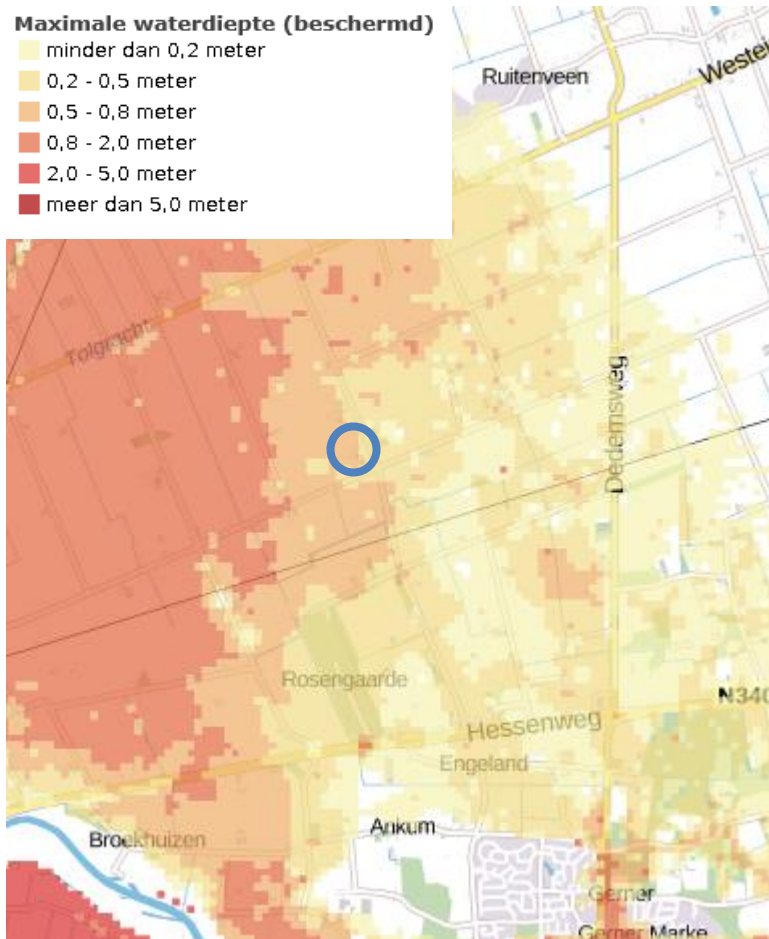 Maximale waterdiepte (beschermd)
minder dan 0,2 meter
0,2 - 0,5 meter
0,5 - 0,8 meter
0,8 - 2,0 meter
2,0 - 5,0 meter
meer dan 5,0 meter
Ruitenveen
Westei
Tolgracht
Dedemsweg
Rosengaarde
N340
Hessenweg
Engeland
Ankum
Broekhuizen
Gerner
Gerner Marke